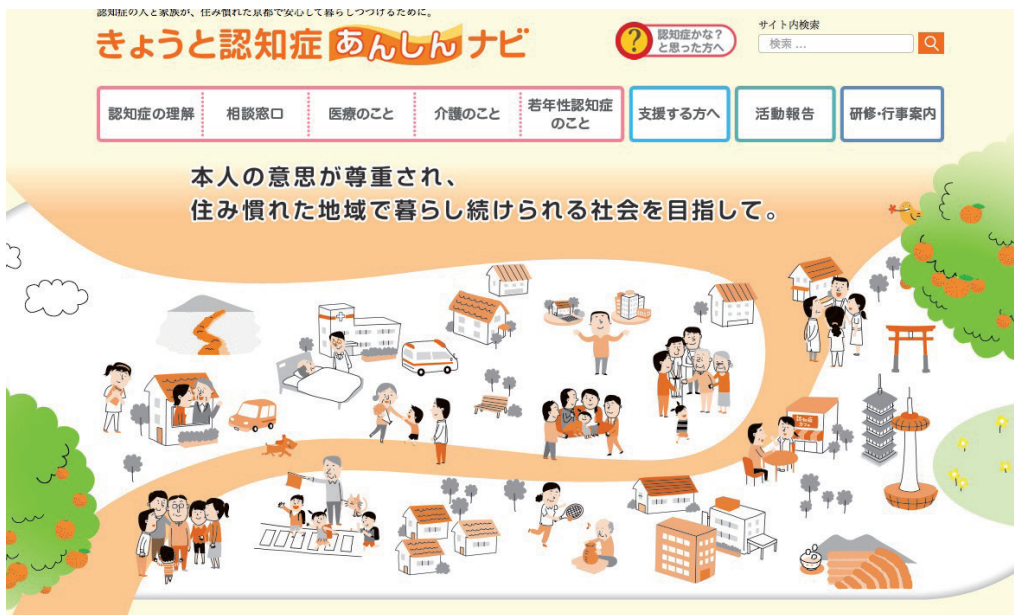 認知症の人と家族が、住み慣れた京都で安心して暮らしつづけるために。
きょうと認知症あんしんナビ
?
認知症かな?
と思った方へ
サイト内検索
検索 ...
認知症の理解
相談窓口
医療のこと
介護のこと
若年性認知症
のこと
支援する方へ
活動報告
研修・行事案内
本人の意思が尊重され、
住み慣れた地域で暮らし続けられる社会を目指して。